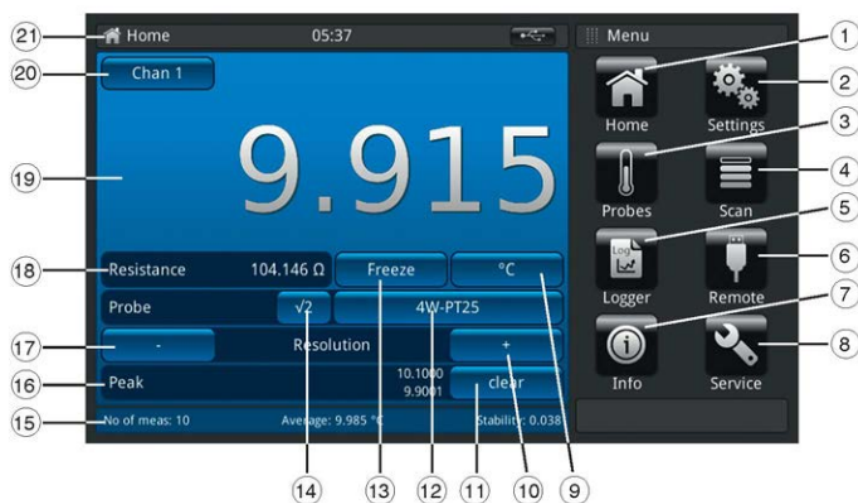 21 Home 05:37 Menu 1
20 Chan 1 2
Home Settings
3
19 9.915 4
Probes Scan
5
18 Resistance 104.146 Ω Freeze °C 6
Logger Remote
Probe √2 4W-PT25 7
17 - Resolution + 8
16 Peak 10.1000 clear
9.9001
Info Service
15 No of meas: 10 Average: 9.985 °C Stability: 0.038
14 13 12 11 10 9